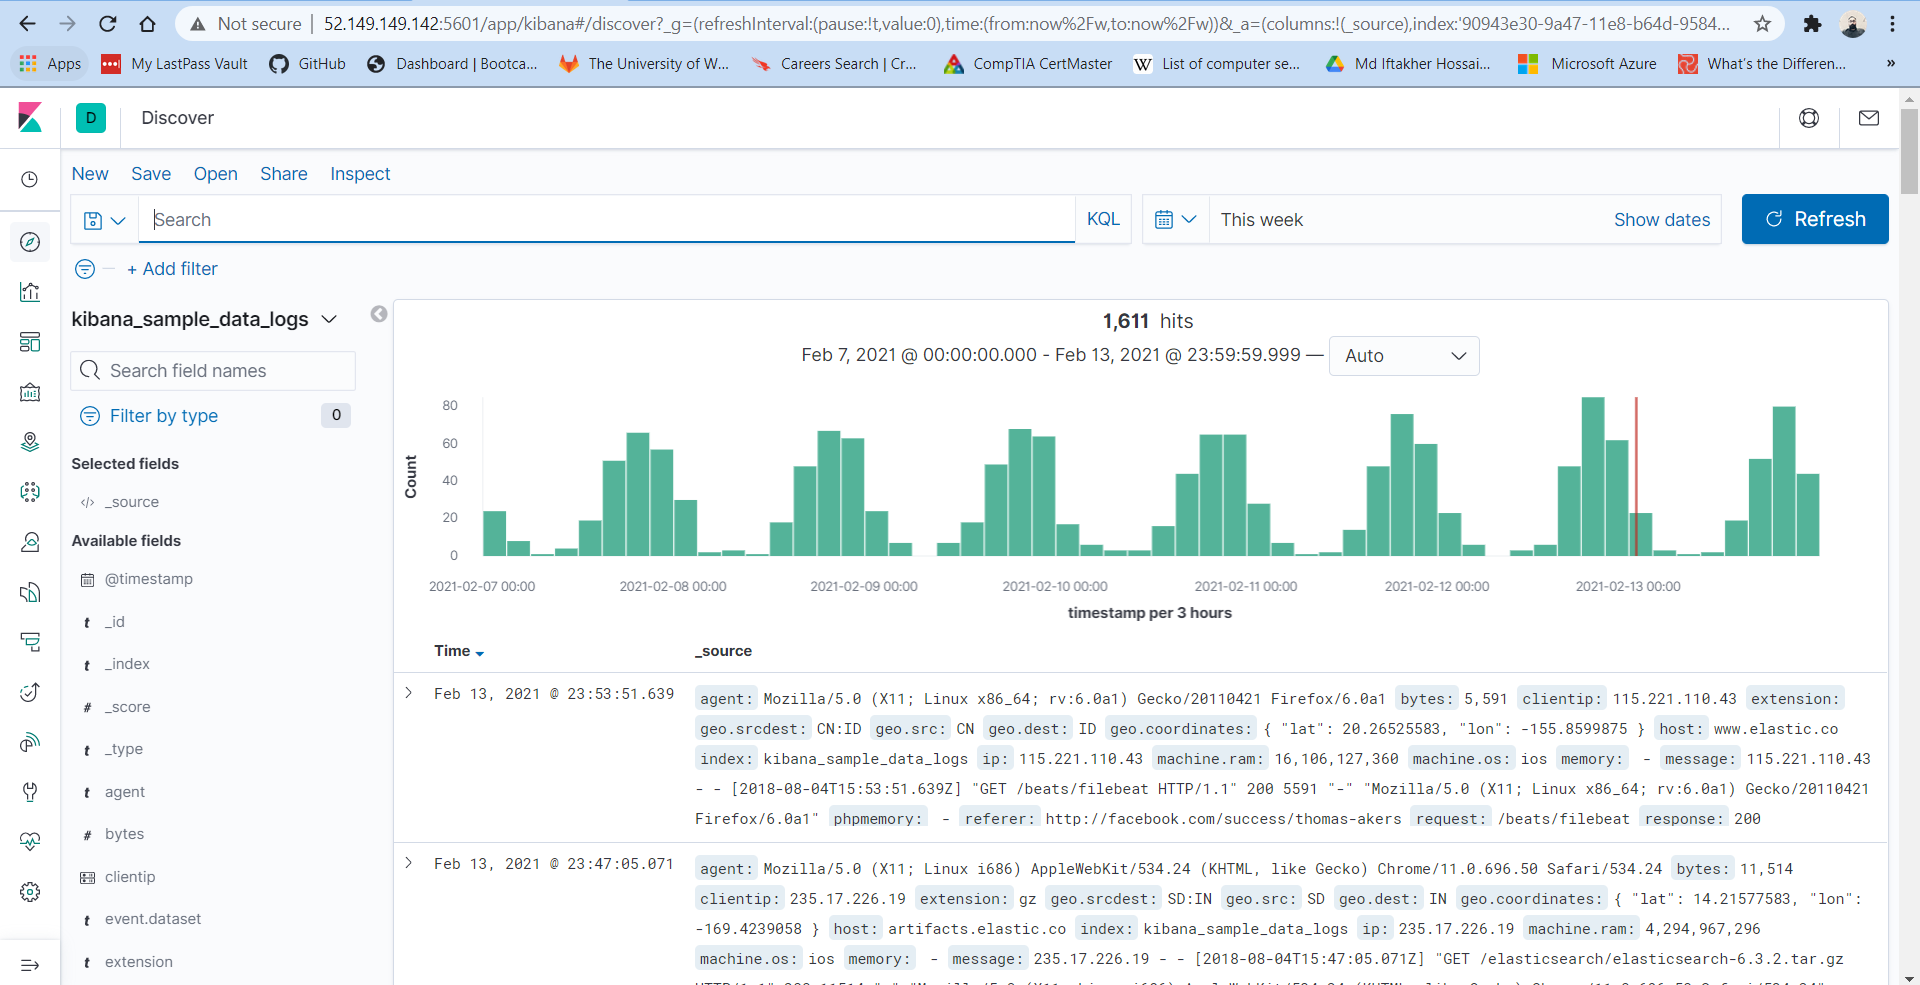 Not secure | 52.149.149.142:5601/app/kibana#/discover?_g=(refreshInterval:(pause:!t,value:0),time:(from:now%2Fw,to:now%2Fw))&_a=(columns:!(_source),index:'90943e30-9a47-11e8-b64d-9584...
Apps My LastPass Vault GitHub Dashboard | Bootca... The University of W... Careers Search | Cr... CompTIA CertMaster W List of computer se... Md Iftakher Hossai... Microsoft Azure What's the Differen... »
D Discover
New Save Open Share Inspect
Search KQL This week Show dates Refresh
+ Add filter
kibana_sample_data_logs
Search field names
Filter by type 0
Selected fields
</> _source
Available fields
@timestamp
t _id
t _index
# _score
t _type
t agent
# bytes
clientip
t event.dataset
t extension
1,611 hits
Feb 7, 2021 @ 00:00:00.000 - Feb 13, 2021 @ 23:59:59.999 — Auto
Count
80
60
40
20
0
2021-02-07 00:00 2021-02-08 00:00 2021-02-09 00:00 2021-02-10 00:00 2021-02-11 00:00 2021-02-12 00:00 2021-02-13 00:00
timestamp per 3 hours
Time _source
Feb 13, 2021 @ 23:53:51.639 agent: Mozilla/5.0 (X11; Linux x86_64; rv:6.0a1) Gecko/20110421 Firefox/6.0a1 bytes: 5,591 clientip: 115.221.110.43 extension:
geo.srcdest: CN:ID geo.src: CN geo.dest: ID geo.coordinates: { "lat": 20.26525583, "lon": -155.8599875 } host: www.elastic.co
index: kibana_sample_data_logs ip: 115.221.110.43 machine.ram: 16,106,127,360 machine.os: ios memory: - message: 115.221.110.43
- - [2018-08-04T15:53:51.639Z] "GET /beats/filebeat HTTP/1.1" 200 5591 "-" "Mozilla/5.0 (X11; Linux x86_64; rv:6.0a1) Gecko/20110421
Firefox/6.0a1" phpmemory: - referer: http://facebook.com/success/thomas-akers request: /beats/filebeat response: 200
Feb 13, 2021 @ 23:47:05.071 agent: Mozilla/5.0 (X11; Linux i686) AppleWebKit/534.24 (KHTML, like Gecko) Chrome/11.0.696.50 Safari/534.24 bytes: 11,514
clientip: 235.17.226.19 extension: gz geo.srcdest: SD:IN geo.src: SD geo.dest: IN geo.coordinates: { "lat": 14.21577583, "lon":
-169.4239058 } host: artifacts.elastic.co index: kibana_sample_data_logs ip: 235.17.226.19 machine.ram: 4,294,967,296
machine.os: ios memory: - message: 235.17.226.19 - - [2018-08-04T15:47:05.071Z] "GET /elasticsearch/elasticsearch-6.3.2.tar.gz